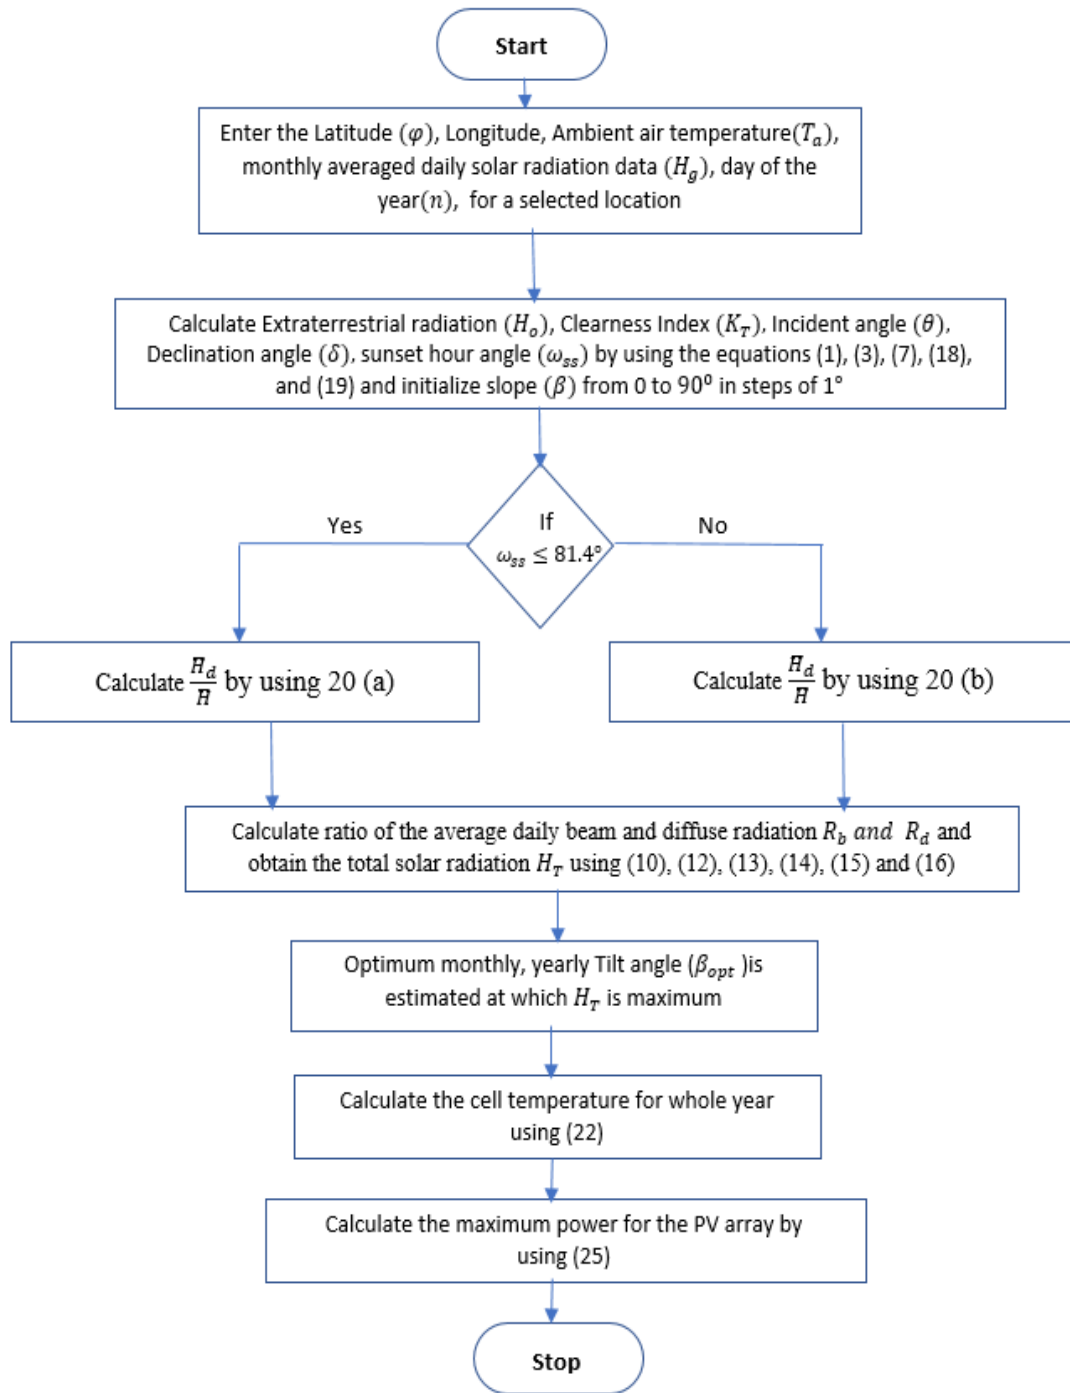 Start
Enter the Latitude (φ), Longitude, Ambient air temperature(Tₐ),
monthly averaged daily solar radiation data (H_g), day of the
year(n),  for a selected location
Calculate Extraterrestrial radiation (H_o), Clearness Index (K_T), Incident angle (θ),
Declination angle (δ), sunset hour angle (ω_ss) by using the equations (1), (3), (7), (18),
and (19) and initialize slope (β) from 0 to 90⁰ in steps of 1°
If
Yes
No
ω_ss ≤ 81.4°
Calculate H_d/H by using 20 (a)
Calculate H_d/H by using 20 (b)
Calculate ratio of the average daily beam and diffuse radiation R_b and R_d and
obtain the total solar radiation H_T using (10), (12), (13), (14), (15) and (16)
Optimum monthly, yearly Tilt angle (β_opt )is
estimated at which H_T is maximum
Calculate the cell temperature for whole year
using (22)
Calculate the maximum power for the PV array by
using (25)
Stop